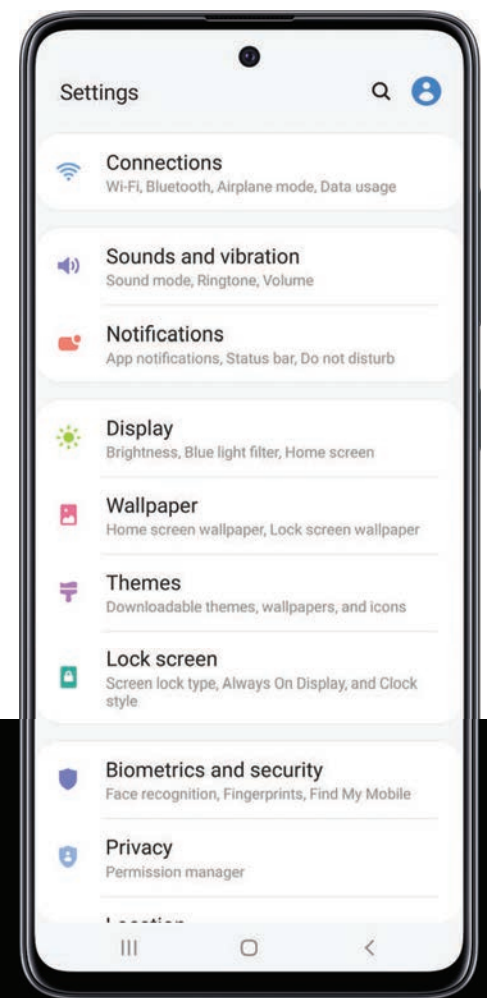 Settings
Connections
Wi-Fi, Bluetooth, Airplane mode, Data usage
Sounds and vibration
Sound mode, Ringtone, Volume
Notifications
App notifications, Status bar, Do not disturb
Display
Brightness, Blue light filter, Home screen
Wallpaper
Home screen wallpaper, Lock screen wallpaper
Themes
Downloadable themes, wallpapers, and icons
Lock screen
Screen lock type, Always On Display, and Clock
style
Biometrics and security
Face recognition, Fingerprints, Find My Mobile
Privacy
Permission manager